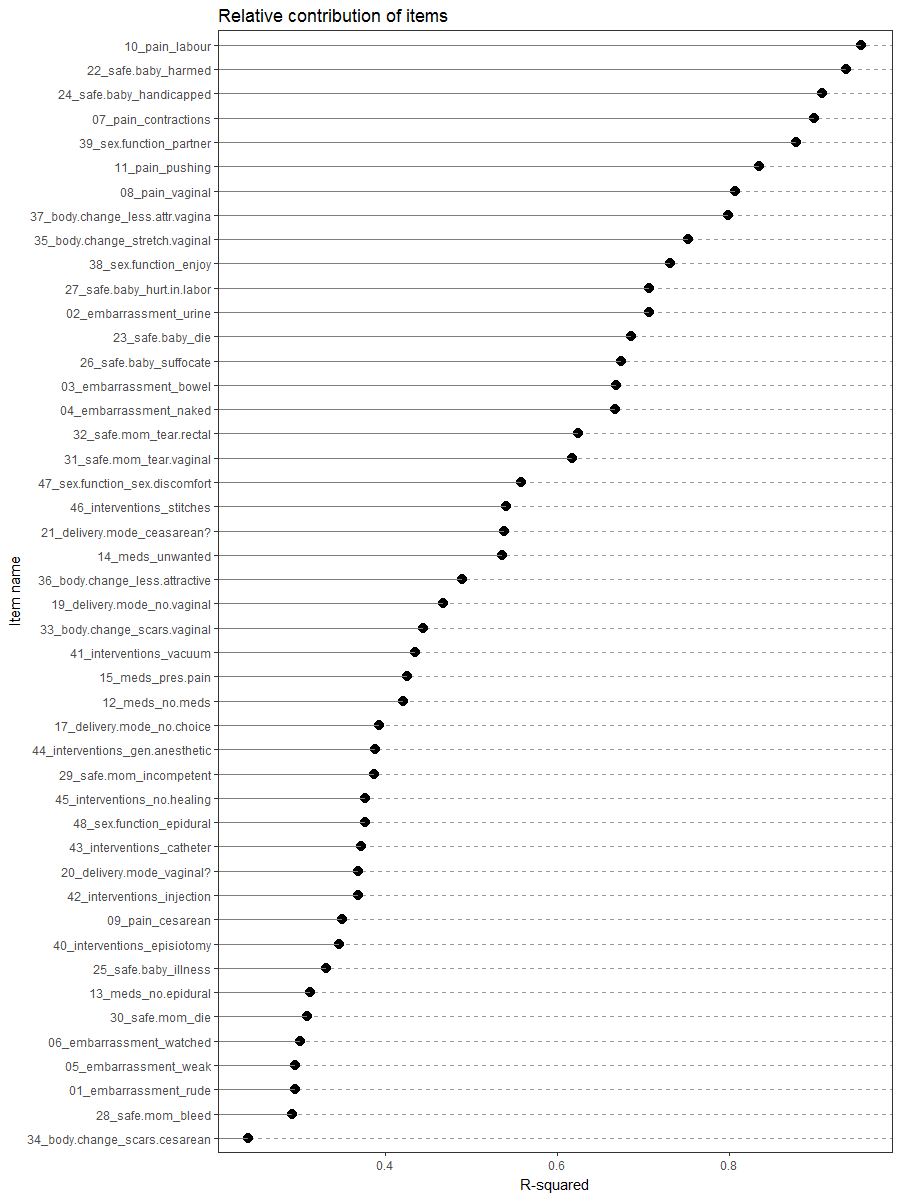 Relative contribution of items
10_pain_labour
22_safe.baby_harmed
24_safe.baby_handicapped
07_pain_contractions
39_sex.function_partner
11_pain_pushing
08_pain_vaginal
37_body.change_less.attr.vagina
35_body.change_stretch.vaginal
38_sex.function_enjoy
27_safe.baby_hurt.in.labor
02_embarrassment_urine
23_safe.baby_die
26_safe.baby_suffocate
03_embarrassment_bowel
04_embarrassment_naked
32_safe.mom_tear.rectal
31_safe.mom_tear.vaginal
47_sex.function_sex.discomfort
46_interventions_stitches
21_delivery.mode_ceasarean?
14_meds_unwanted
36_body.change_less.attractive
19_delivery.mode_no.vaginal
33_body.change_scars.vaginal
41_interventions_vacuum
15_meds_pres.pain
12_meds_no.meds
17_delivery.mode_no.choice
44_interventions_gen.anesthetic
29_safe.mom_incompetent
45_interventions_no.healing
48_sex.function_epidural
43_interventions_catheter
20_delivery.mode_vaginal?
42_interventions_injection
09_pain_cesarean
40_interventions_episiotomy
25_safe.baby_illness
13_meds_no.epidural
30_safe.mom_die
06_embarrassment_watched
05_embarrassment_weak
01_embarrassment_rude
28_safe.mom_bleed
34_body.change_scars.cesarean
Item name
0.4 0.6 0.8
R-squared